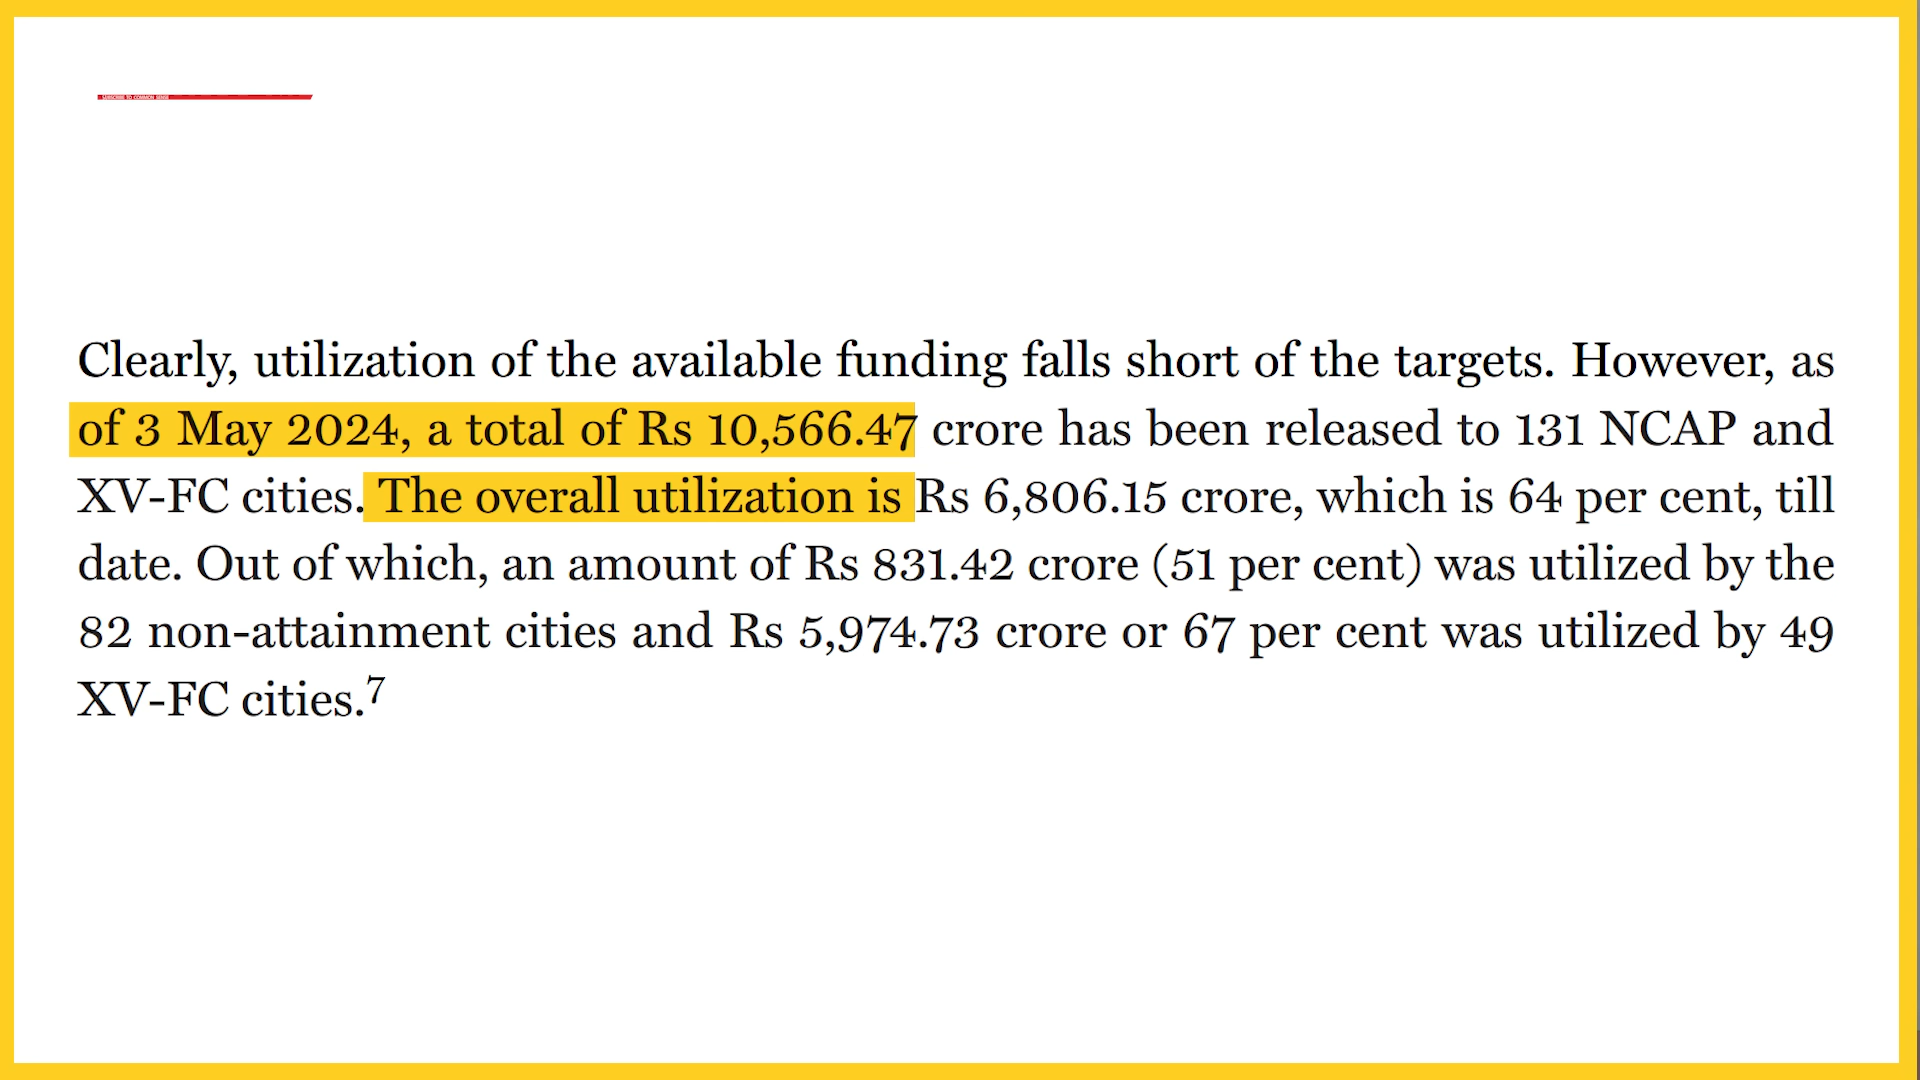 SUBSCRIBE TO COMMON SENSE
Clearly, utilization of the available funding falls short of the targets. However, as
of 3 May 2024, a total of Rs 10,566.47 crore has been released to 131 NCAP and
XV-FC cities. The overall utilization is Rs 6,806.15 crore, which is 64 per cent, till
date. Out of which, an amount of Rs 831.42 crore (51 per cent) was utilized by the
82 non-attainment cities and Rs 5,974.73 crore or 67 per cent was utilized by 49
XV-FC cities.7